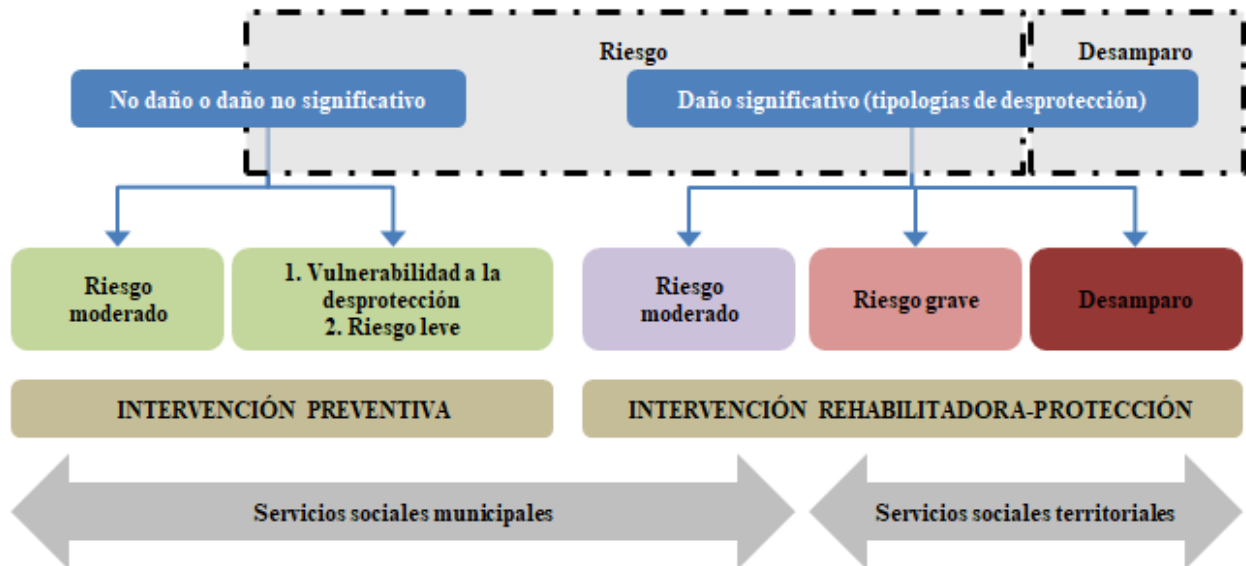 Riesgo
Desamparo
No daño o daño no significativo
Daño significativo (tipologías de desprotección)
Riesgo
moderado
1. Vulnerabilidad a la
desprotección
2. Riesgo leve
Riesgo
moderado
Riesgo grave
Desamparo
INTERVENCIÓN PREVENTIVA
INTERVENCIÓN REHABILITADORA-PROTECCIÓN
Servicios sociales municipales
Servicios sociales territoriales